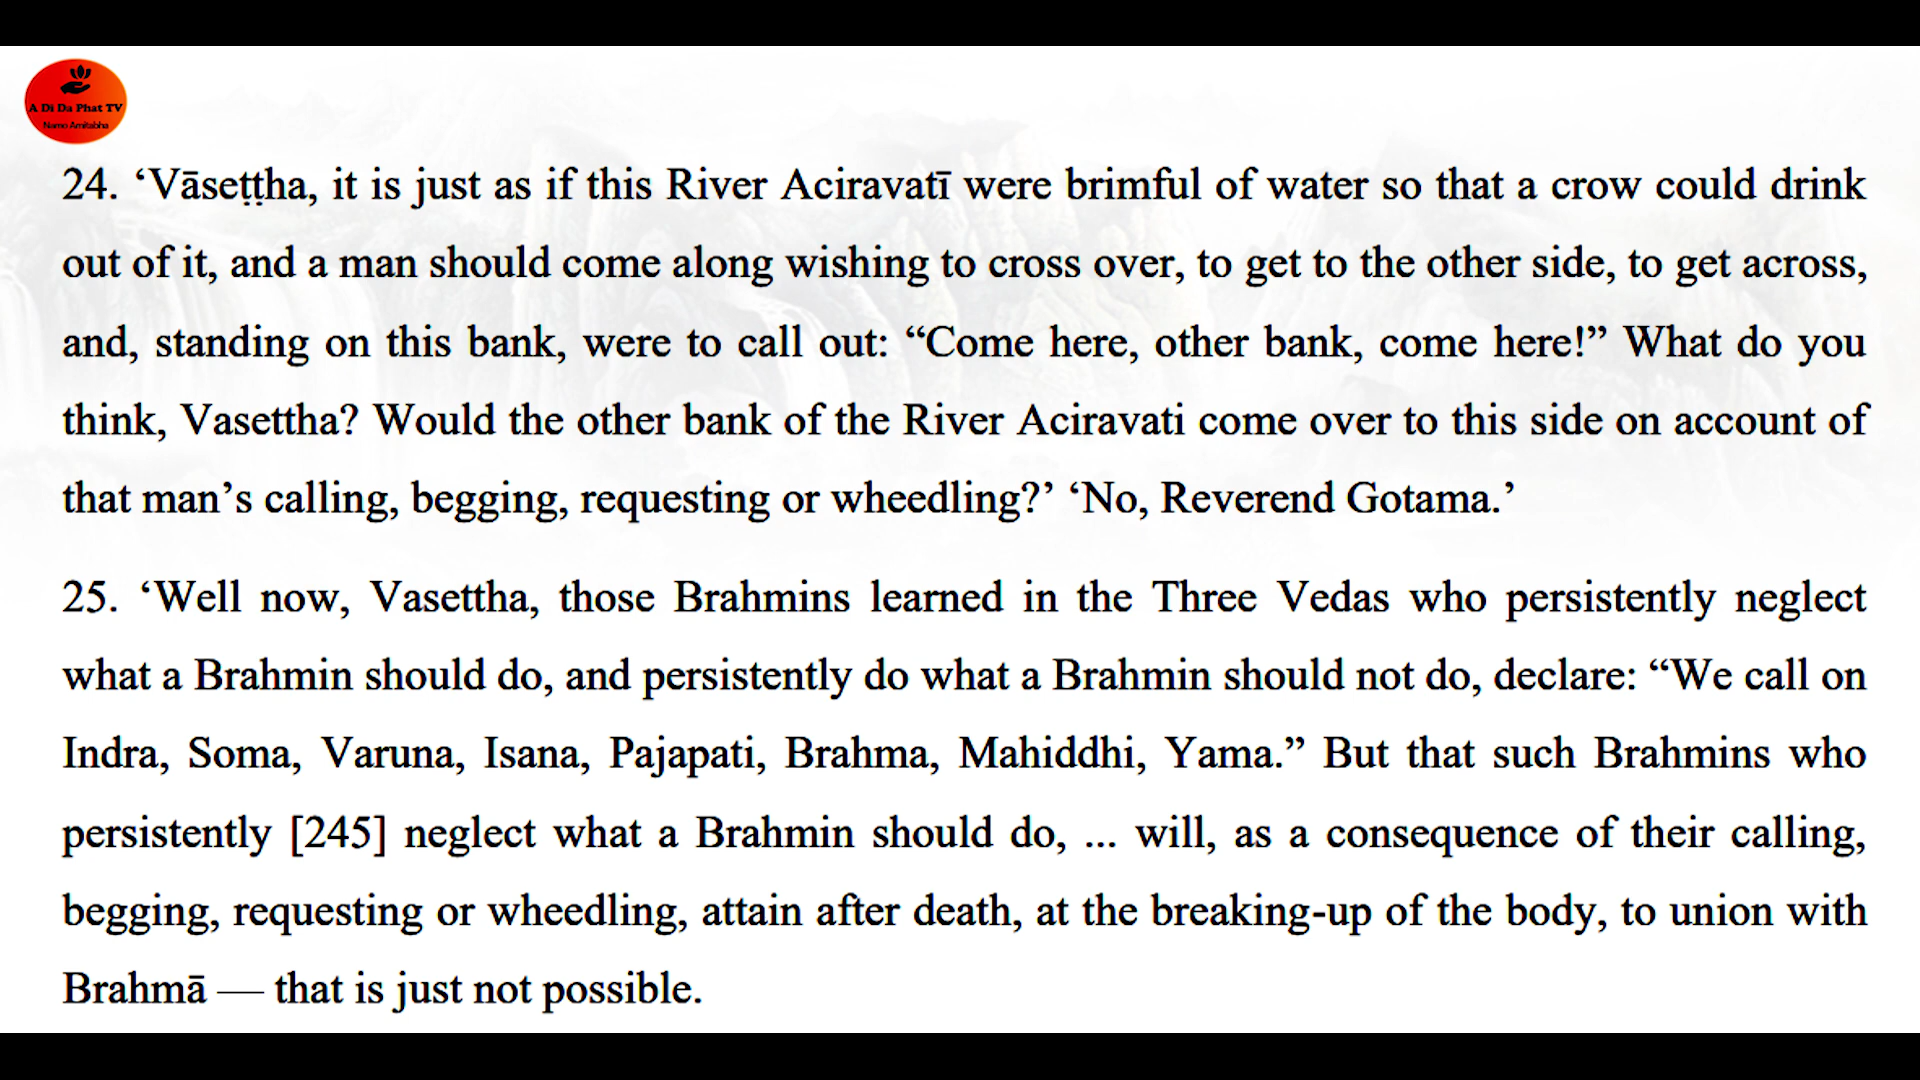 A Di Da Phat TV
Namo Amitabha
24. ‘Vāseṭṭha, it is just as if this River Aciravatī were brimful of water so that a crow could drink
out of it, and a man should come along wishing to cross over, to get to the other side, to get across,
and, standing on this bank, were to call out: “Come here, other bank, come here!” What do you
think, Vasettha? Would the other bank of the River Aciravati come over to this side on account of
that man’s calling, begging, requesting or wheedling?’ ‘No, Reverend Gotama.’
25. ‘Well now, Vasettha, those Brahmins learned in the Three Vedas who persistently neglect
what a Brahmin should do, and persistently do what a Brahmin should not do, declare: “We call on
Indra, Soma, Varuna, Isana, Pajapati, Brahma, Mahiddhi, Yama.” But that such Brahmins who
persistently [245] neglect what a Brahmin should do, ... will, as a consequence of their calling,
begging, requesting or wheedling, attain after death, at the breaking-up of the body, to union with
Brahmā — that is just not possible.